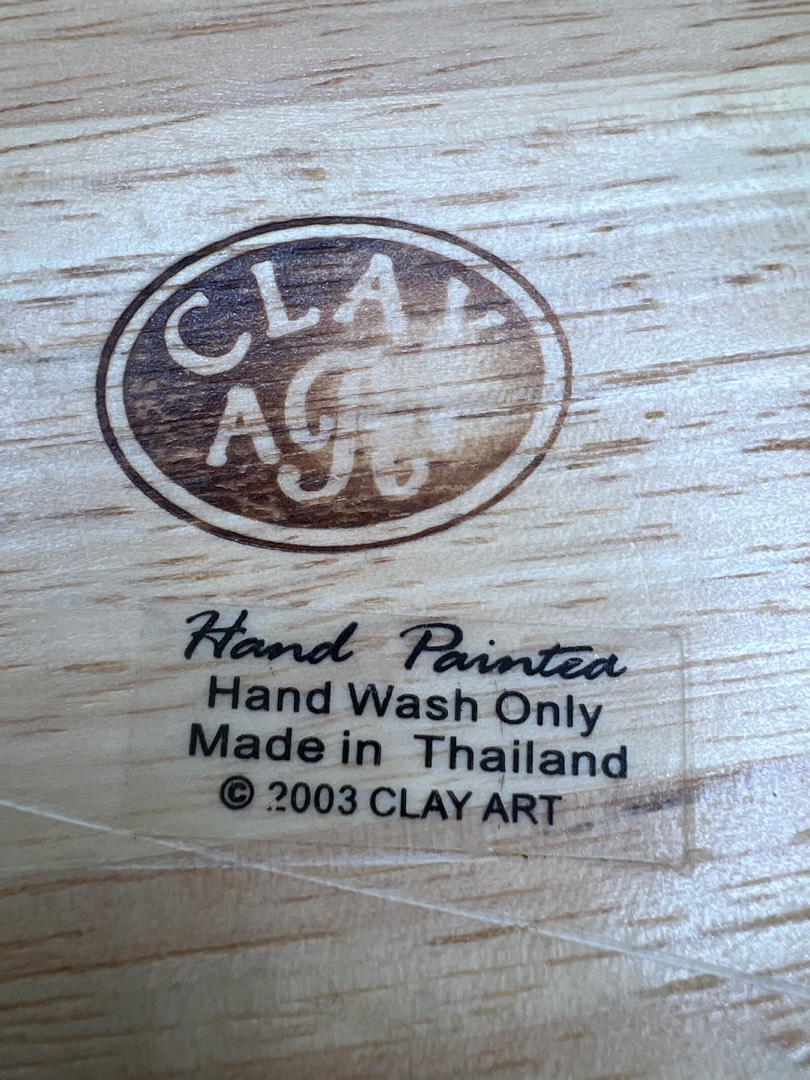 CLAY
ART
Hand Painted
Hand Wash Only
Made in Thailand
© 2003 CLAY ART